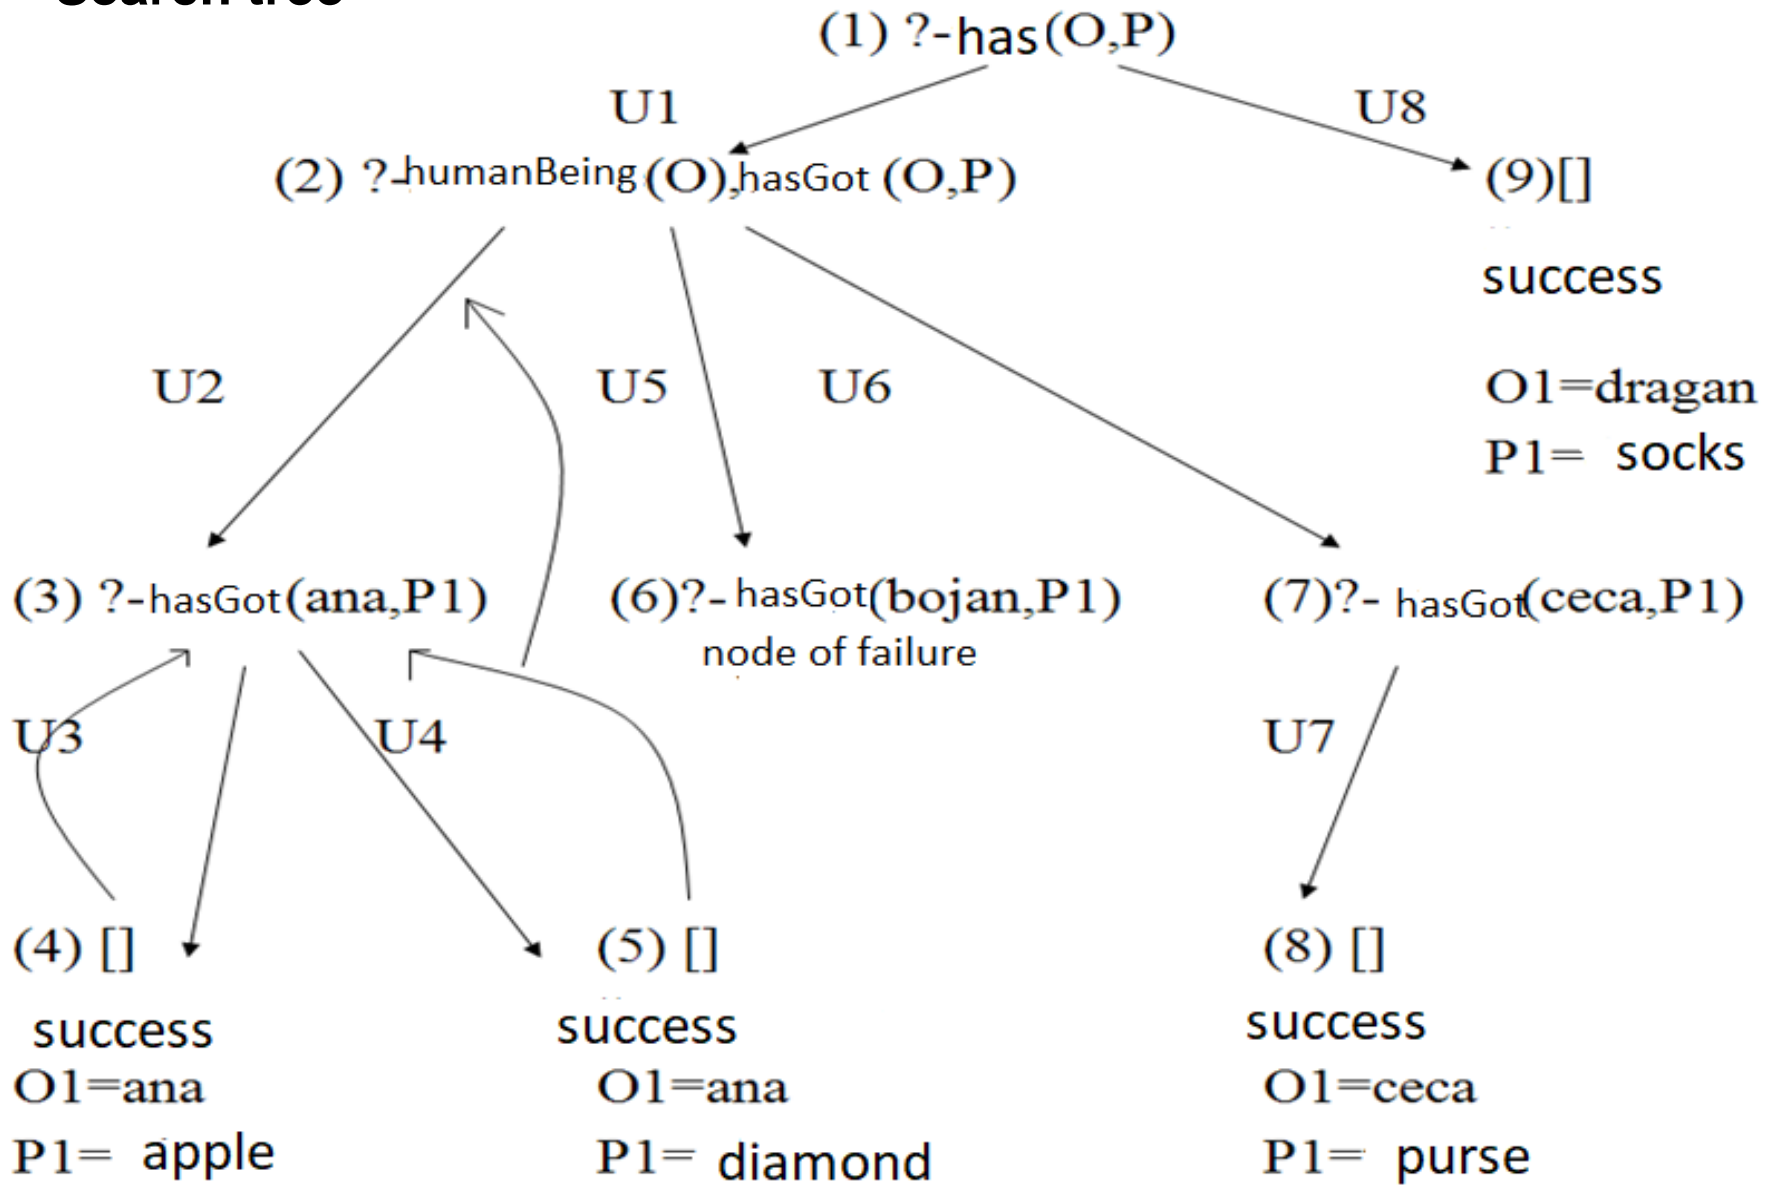 Search tree
(1) ?-has(O,P)
U1
U8
(2) ?-humanBeing(O),hasGot (O,P)
(9)[]
success
U2
U5
U6
O1=dragan
P1= socks
(3) ?-hasGot(ana,P1)
(6)?-hasGot(bojan,P1)
(7)?- hasGot(ceca,P1)
node of failure
U3
U4
U7
(4) []
(5) []
(8) []
success
success
success
O1=ana
O1=ana
O1=ceca
P1= apple
P1= diamond
P1= purse